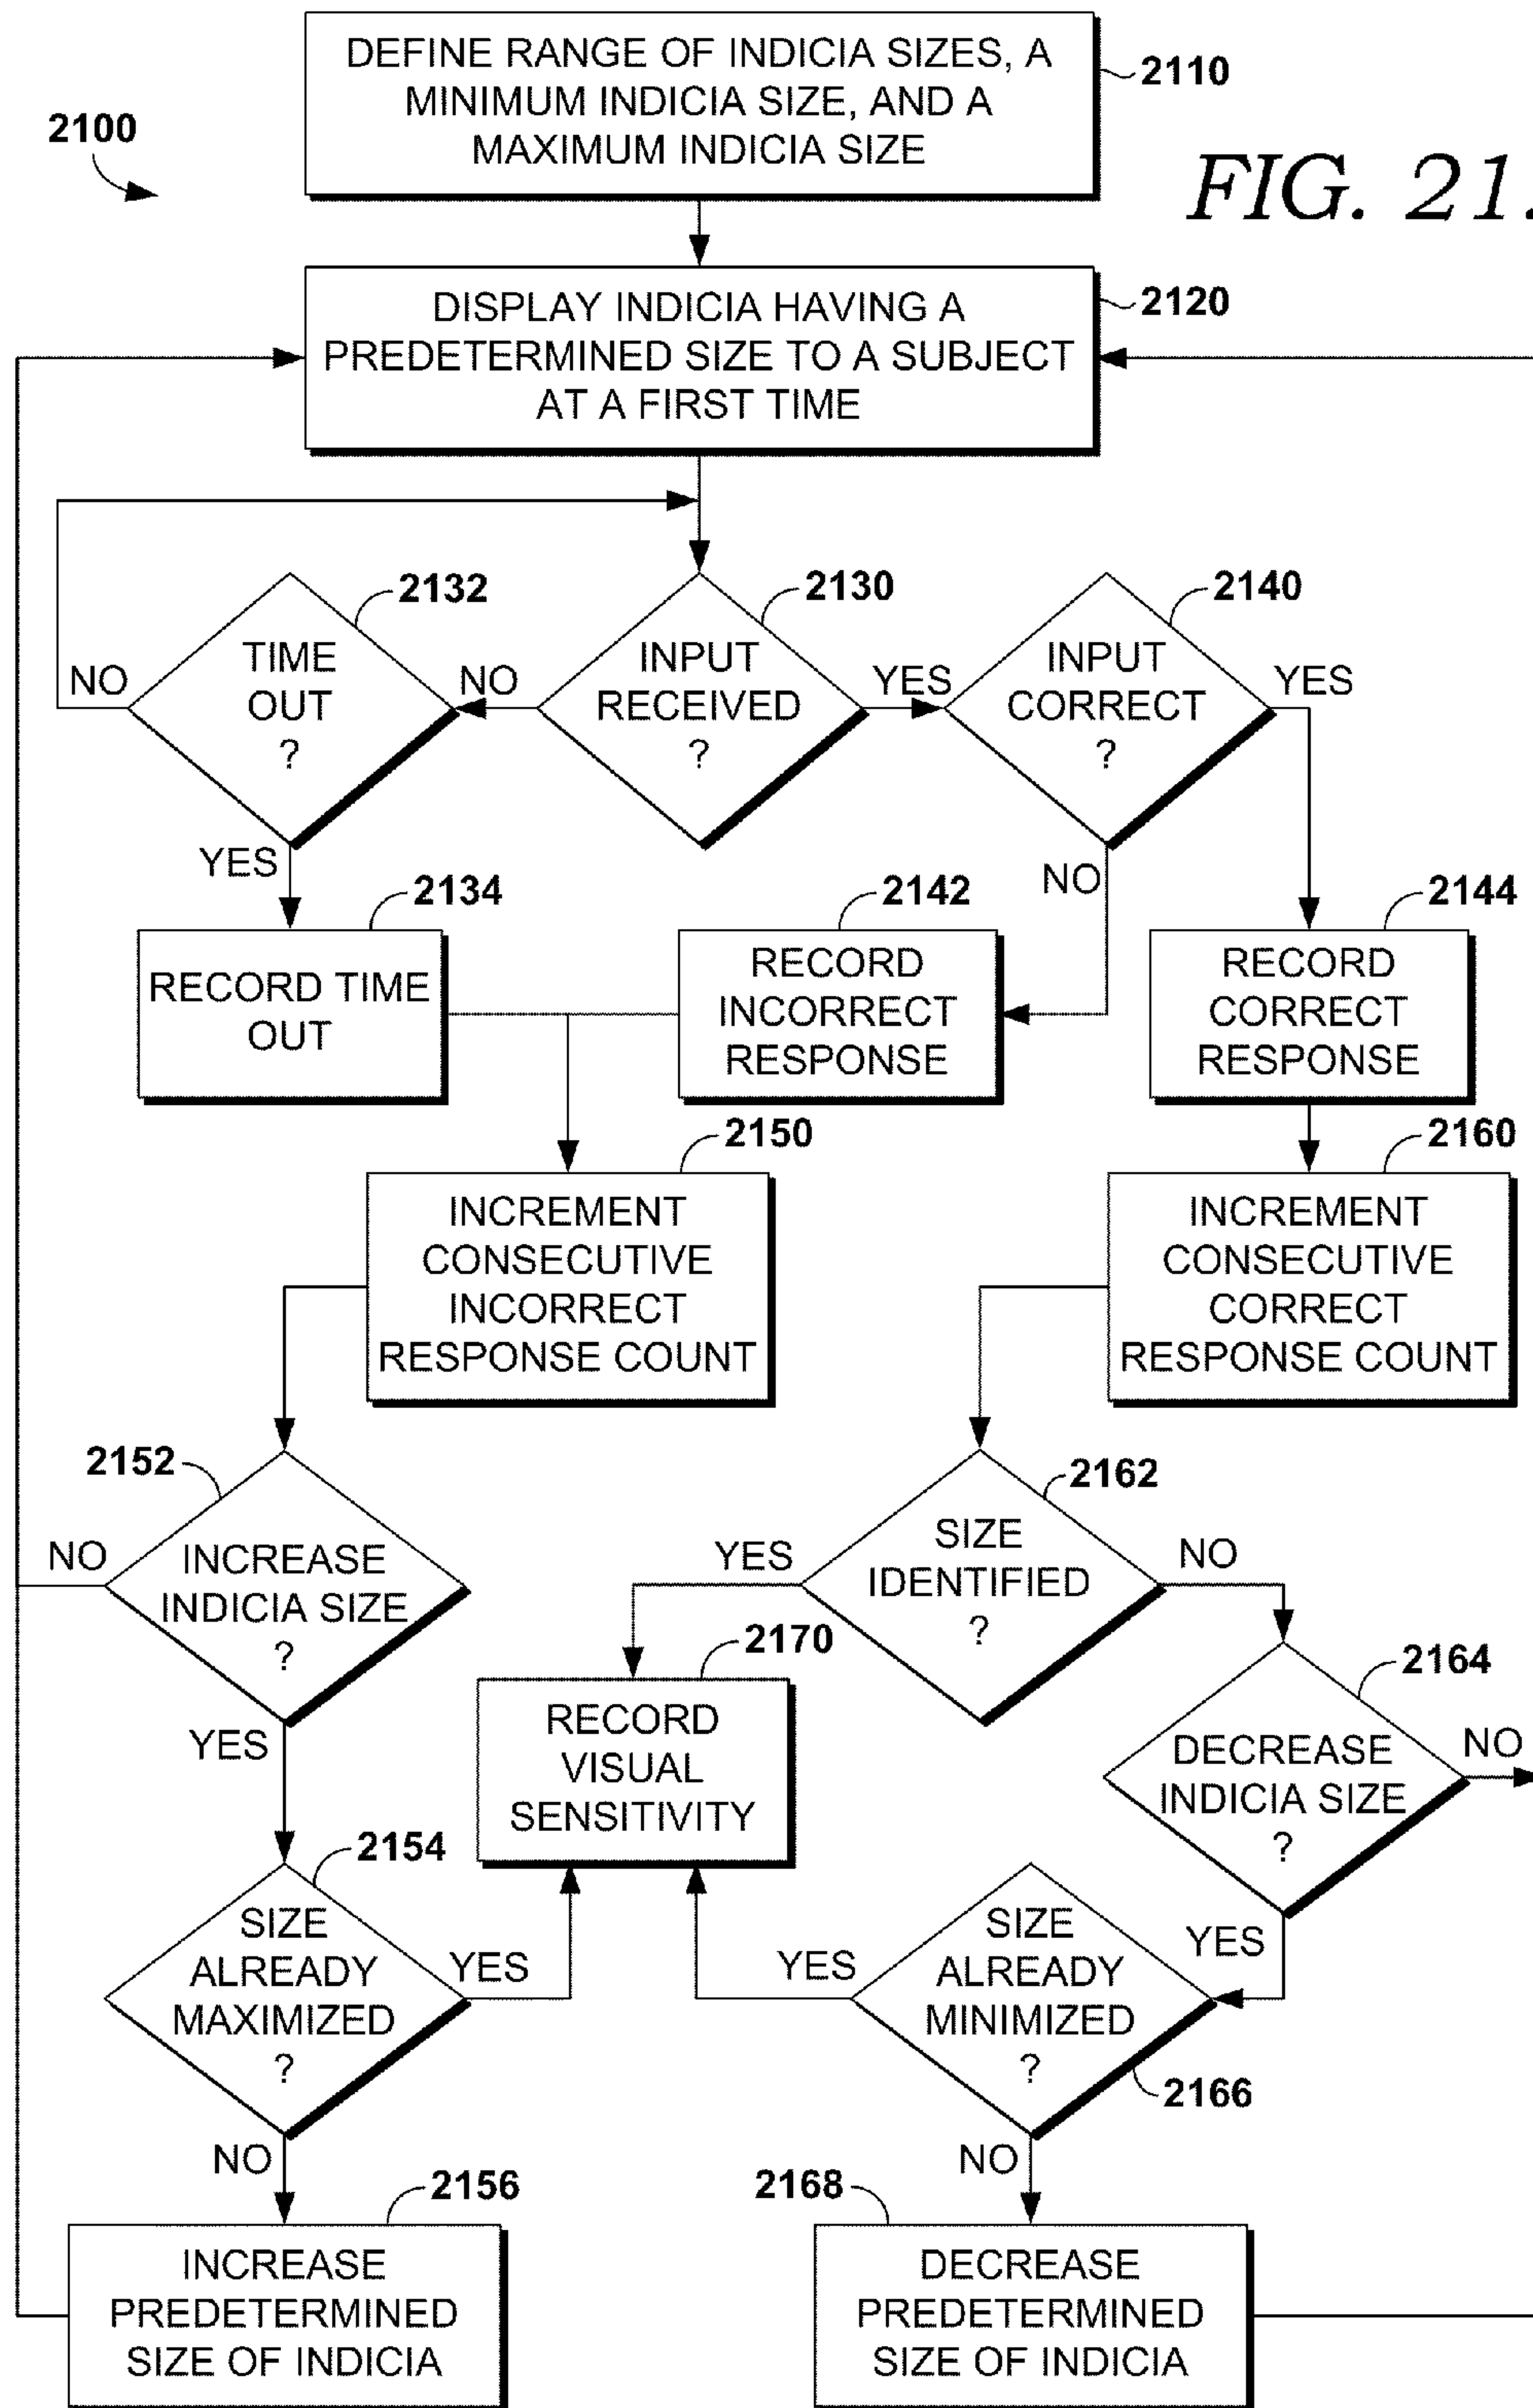 DEFINE RANGE OF INDICIA SIZES, A
MINIMUM INDICIA SIZE, AND A
MAXIMUM INDICIA SIZE
2110
2100
FIG. 21.
DISPLAY INDICIA HAVING A
PREDETERMINED SIZE TO A SUBJECT
AT A FIRST TIME
2120
2132
2130
2140
TIME
OUT
?
NO
NO
INPUT
RECEIVED
?
YES
INPUT
CORRECT
?
YES
YES
NO
2134
2142
2144
RECORD TIME
OUT
RECORD
INCORRECT
RESPONSE
RECORD
CORRECT
RESPONSE
2150
2160
INCREMENT
CONSECUTIVE
INCORRECT
RESPONSE COUNT
INCREMENT
CONSECUTIVE
CORRECT
RESPONSE COUNT
2152
2162
NO
INCREASE
INDICIA SIZE
?
YES
SIZE
IDENTIFIED
?
NO
2170
2164
YES
RECORD
VISUAL
SENSITIVITY
DECREASE
INDICIA SIZE
?
NO
2154
SIZE
ALREADY
MAXIMIZED
?
YES
YES
SIZE
ALREADY
MINIMIZED
?
YES
2166
NO
NO
2156
2168
INCREASE
PREDETERMINED
SIZE OF INDICIA
DECREASE
PREDETERMINED
SIZE OF INDICIA